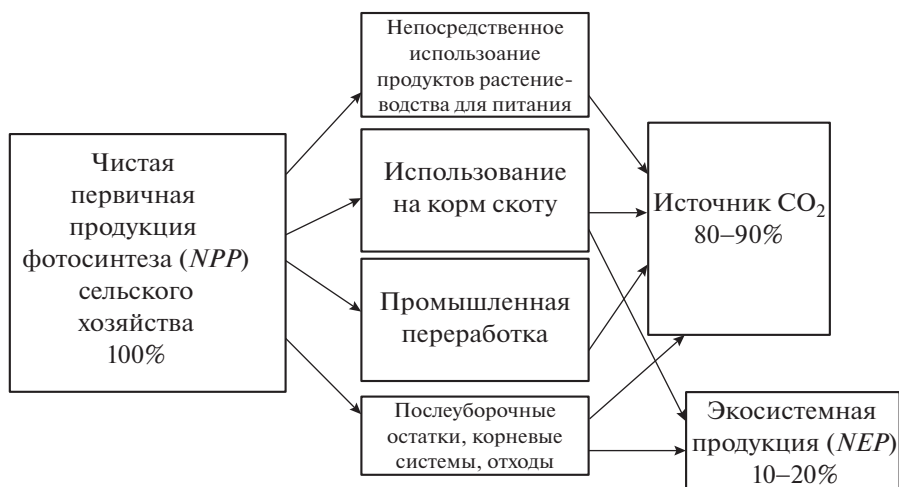 Чистая
первичная
продукция
фотосинтеза (NPP)
сельского
хозяйства
100%
Непосредственное
использоание
продуктов растение-
водства для питания
Использование
на корм скоту
Промышленная
переработка
Послеуборочные
остатки, корневые
системы, отходы
Источник CO₂
80–90%
Экосистемная
продукция (NEP)
10–20%